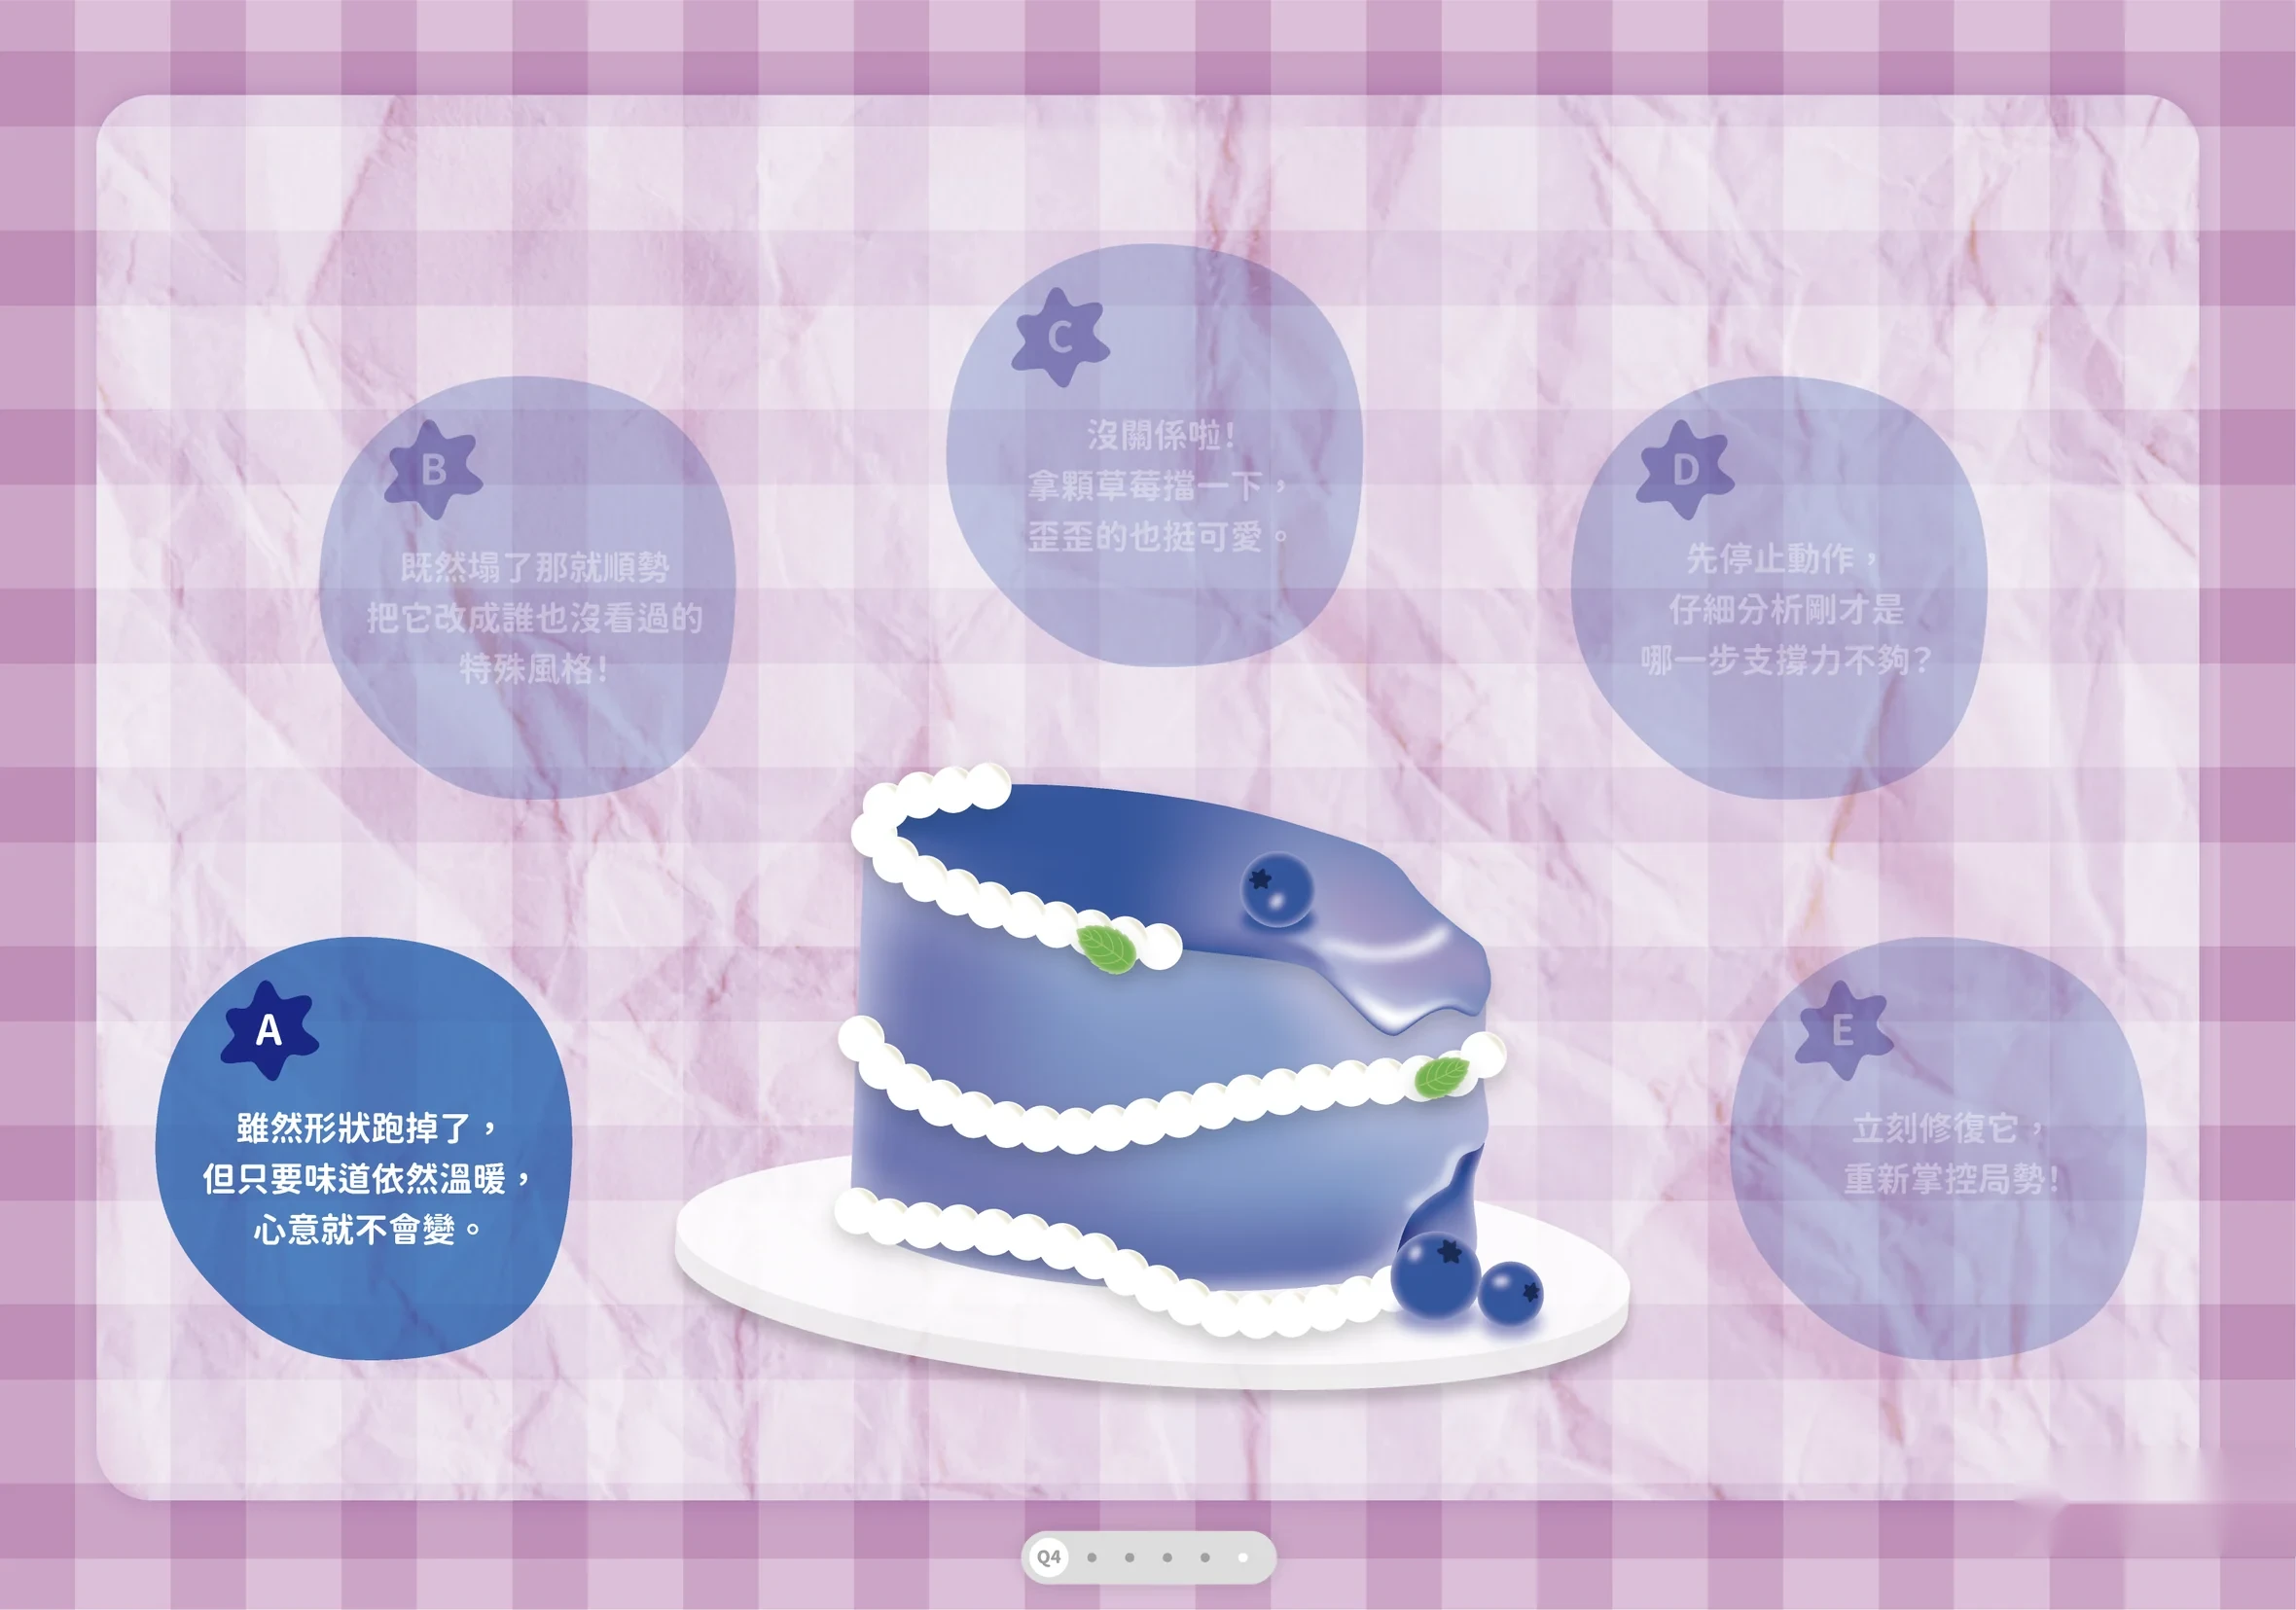 A
雖然形狀跑掉了，
但只要味道依然溫暖，
心意就不會變。
B
既然塌了那就順勢
把它改成誰也沒看過的
特殊風格！
C
沒關係啦！
拿顆草莓擋一下，
歪歪的也挺可愛。
D
先停止動作，
仔細分析剛才是
哪一步支撐力不夠？
E
立刻修復它，
重新掌控局勢！
Q4